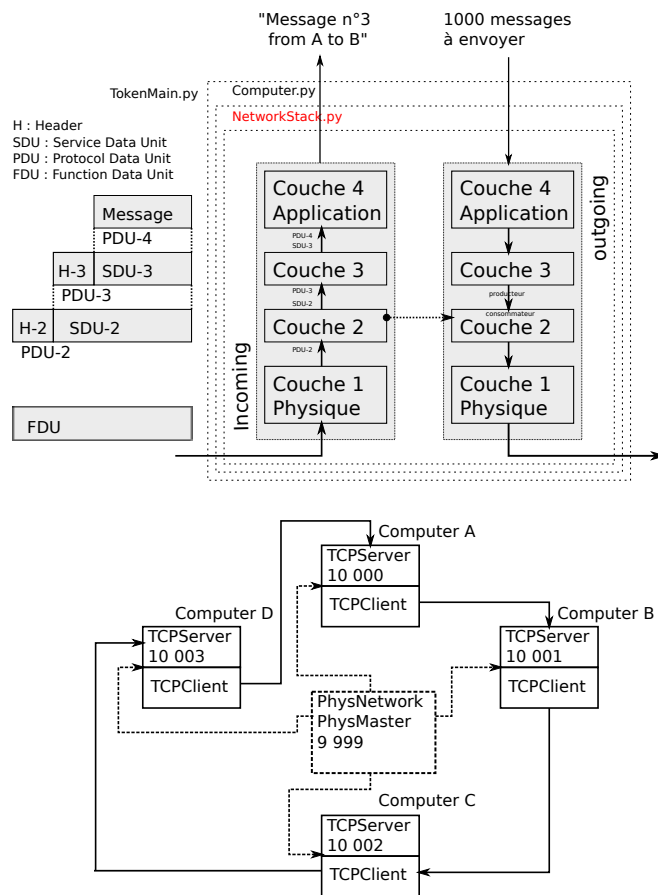 "Message n°3
from A to B"
1000 messages
à envoyer
TokenMain.py
Computer.py
NetworkStack.py
H : Header
SDU : Service Data Unit
PDU : Protocol Data Unit
FDU : Function Data Unit
Message
PDU-4
H-3
SDU-3
PDU-3
H-2
SDU-2
PDU-2
FDU
Incoming
Couche 4
Application
PDU-4
SDU-3
Couche 3
PDU-3
SDU-2
Couche 2
PDU-2
Couche 1
Physique
outgoing
Couche 4
Application
Couche 3
producteur
consommateur
Couche 2
Couche 1
Physique
Computer A
TCPServer
10 000
TCPClient
Computer D
TCPServer
10 003
TCPClient
Computer B
TCPServer
10 001
TCPClient
PhysNetwork
PhysMaster
9 999
Computer C
TCPServer
10 002
TCPClient